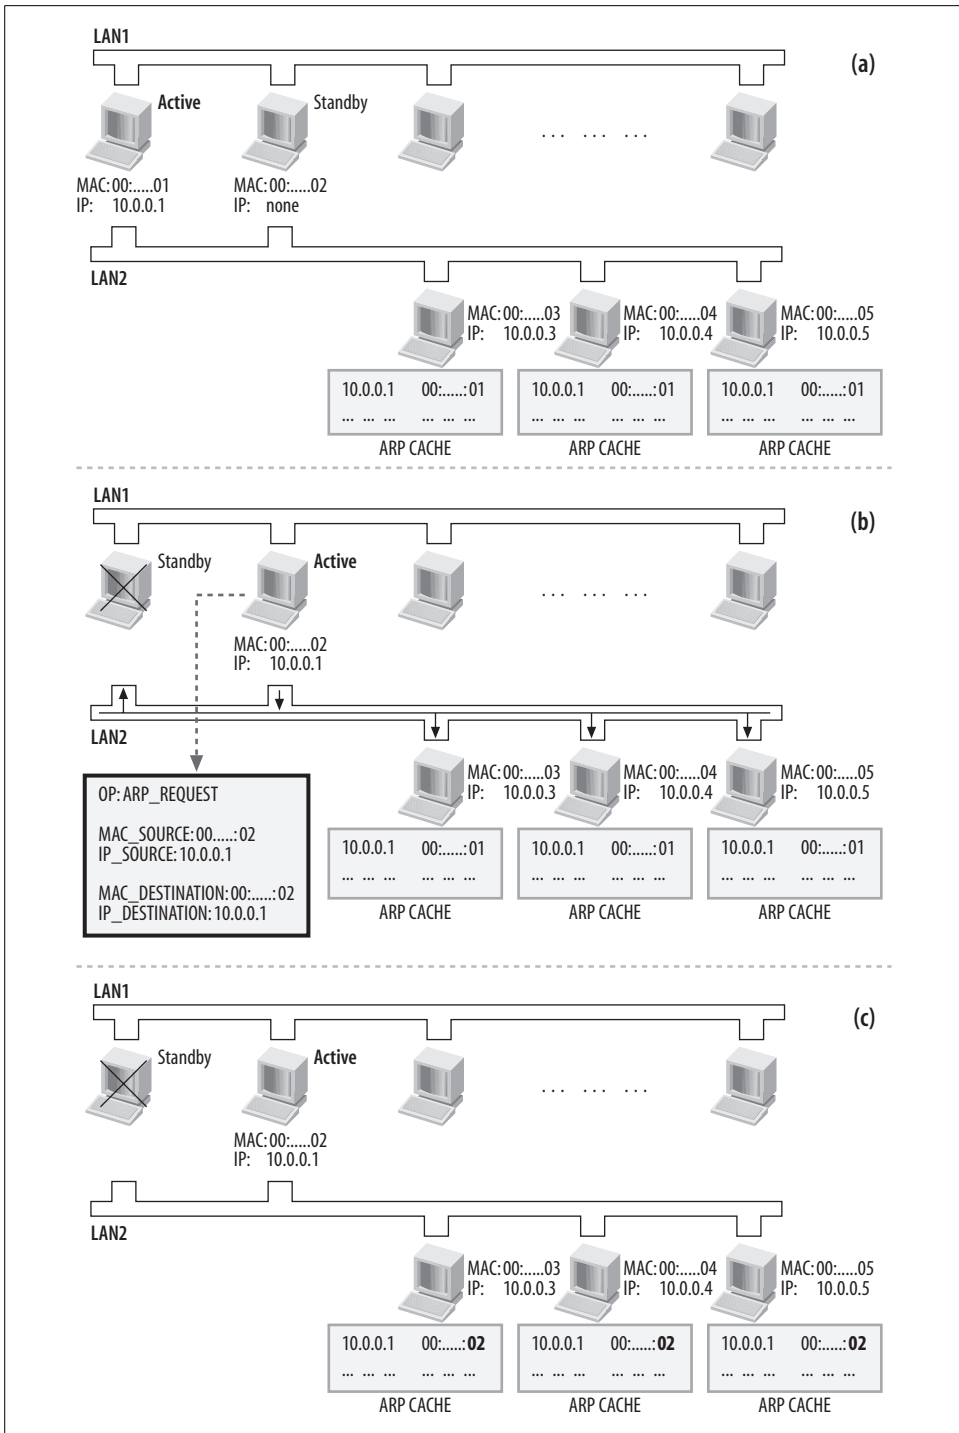 LAN1
(a)
Active
Standby
... ... ...
MAC: 00:.....01
IP: 10.0.0.1
MAC: 00:.....02
IP: none
LAN2
MAC: 00:.....03
IP: 10.0.0.3
MAC: 00:.....04
IP: 10.0.0.4
MAC: 00:.....05
IP: 10.0.0.5
10.0.0.1 00:.....:01
... ... ... ... ... ...
ARP CACHE
10.0.0.1 00:.....:01
... ... ... ... ... ...
ARP CACHE
10.0.0.1 00:.....:01
... ... ... ... ... ...
ARP CACHE
LAN1
(b)
Standby
Active
... ... ...
MAC: 00:.....02
IP: 10.0.0.1
LAN2
OP: ARP_REQUEST
MAC_SOURCE: 00.....: 02
IP_SOURCE: 10.0.0.1
MAC_DESTINATION: 00:.....: 02
IP_DESTINATION: 10.0.0.1
MAC: 00:.....03
IP: 10.0.0.3
MAC: 00:.....04
IP: 10.0.0.4
MAC: 00:.....05
IP: 10.0.0.5
10.0.0.1 00:.....:01
... ... ... ... ... ...
ARP CACHE
10.0.0.1 00:.....:01
... ... ... ... ... ...
ARP CACHE
10.0.0.1 00:.....:01
... ... ... ... ... ...
ARP CACHE
LAN1
(c)
Standby
Active
... ... ...
MAC: 00:.....02
IP: 10.0.0.1
LAN2
MAC: 00:.....03
IP: 10.0.0.3
MAC: 00:.....04
IP: 10.0.0.4
MAC: 00:.....05
IP: 10.0.0.5
10.0.0.1 00:.....:02
... ... ... ... ... ...
ARP CACHE
10.0.0.1 00:.....:02
... ... ... ... ... ...
ARP CACHE
10.0.0.1 00:.....:02
... ... ... ... ... ...
ARP CACHE